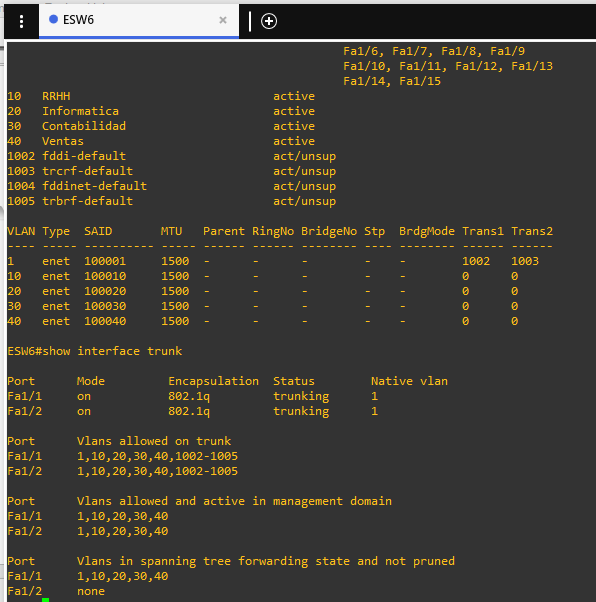 ESW6
Fa1/6, Fa1/7, Fa1/8, Fa1/9
Fa1/10, Fa1/11, Fa1/12, Fa1/13
Fa1/14, Fa1/15
10   RRHH                             active
20   Informatica                      active
30   Contabilidad                     active
40   Ventas                           active
1002 fddi-default                     act/unsup
1003 trcrf-default                    act/unsup
1004 fddinet-default                  act/unsup
1005 trbrf-default                    act/unsup
VLAN Type  SAID       MTU   Parent RingNo BridgeNo Stp  BrdgMode Trans1 Trans2
---- ----- ---------- ----- ------ ------ -------- ---- -------- ------ ------
1    enet  100001     1500  -      -      -        -    -        1002   1003
10   enet  100010     1500  -      -      -        -    -        0      0
20   enet  100020     1500  -      -      -        -    -        0      0
30   enet  100030     1500  -      -      -        -    -        0      0
40   enet  100040     1500  -      -      -        -    -        0      0
ESW6#show interface trunk
Port      Mode         Encapsulation  Status        Native vlan
Fa1/1     on           802.1q         trunking      1
Fa1/2     on           802.1q         trunking      1
Port      Vlans allowed on trunk
Fa1/1     1,10,20,30,40,1002-1005
Fa1/2     1,10,20,30,40,1002-1005
Port      Vlans allowed and active in management domain
Fa1/1     1,10,20,30,40
Fa1/2     1,10,20,30,40
Port      Vlans in spanning tree forwarding state and not pruned
Fa1/1     1,10,20,30,40
Fa1/2     none